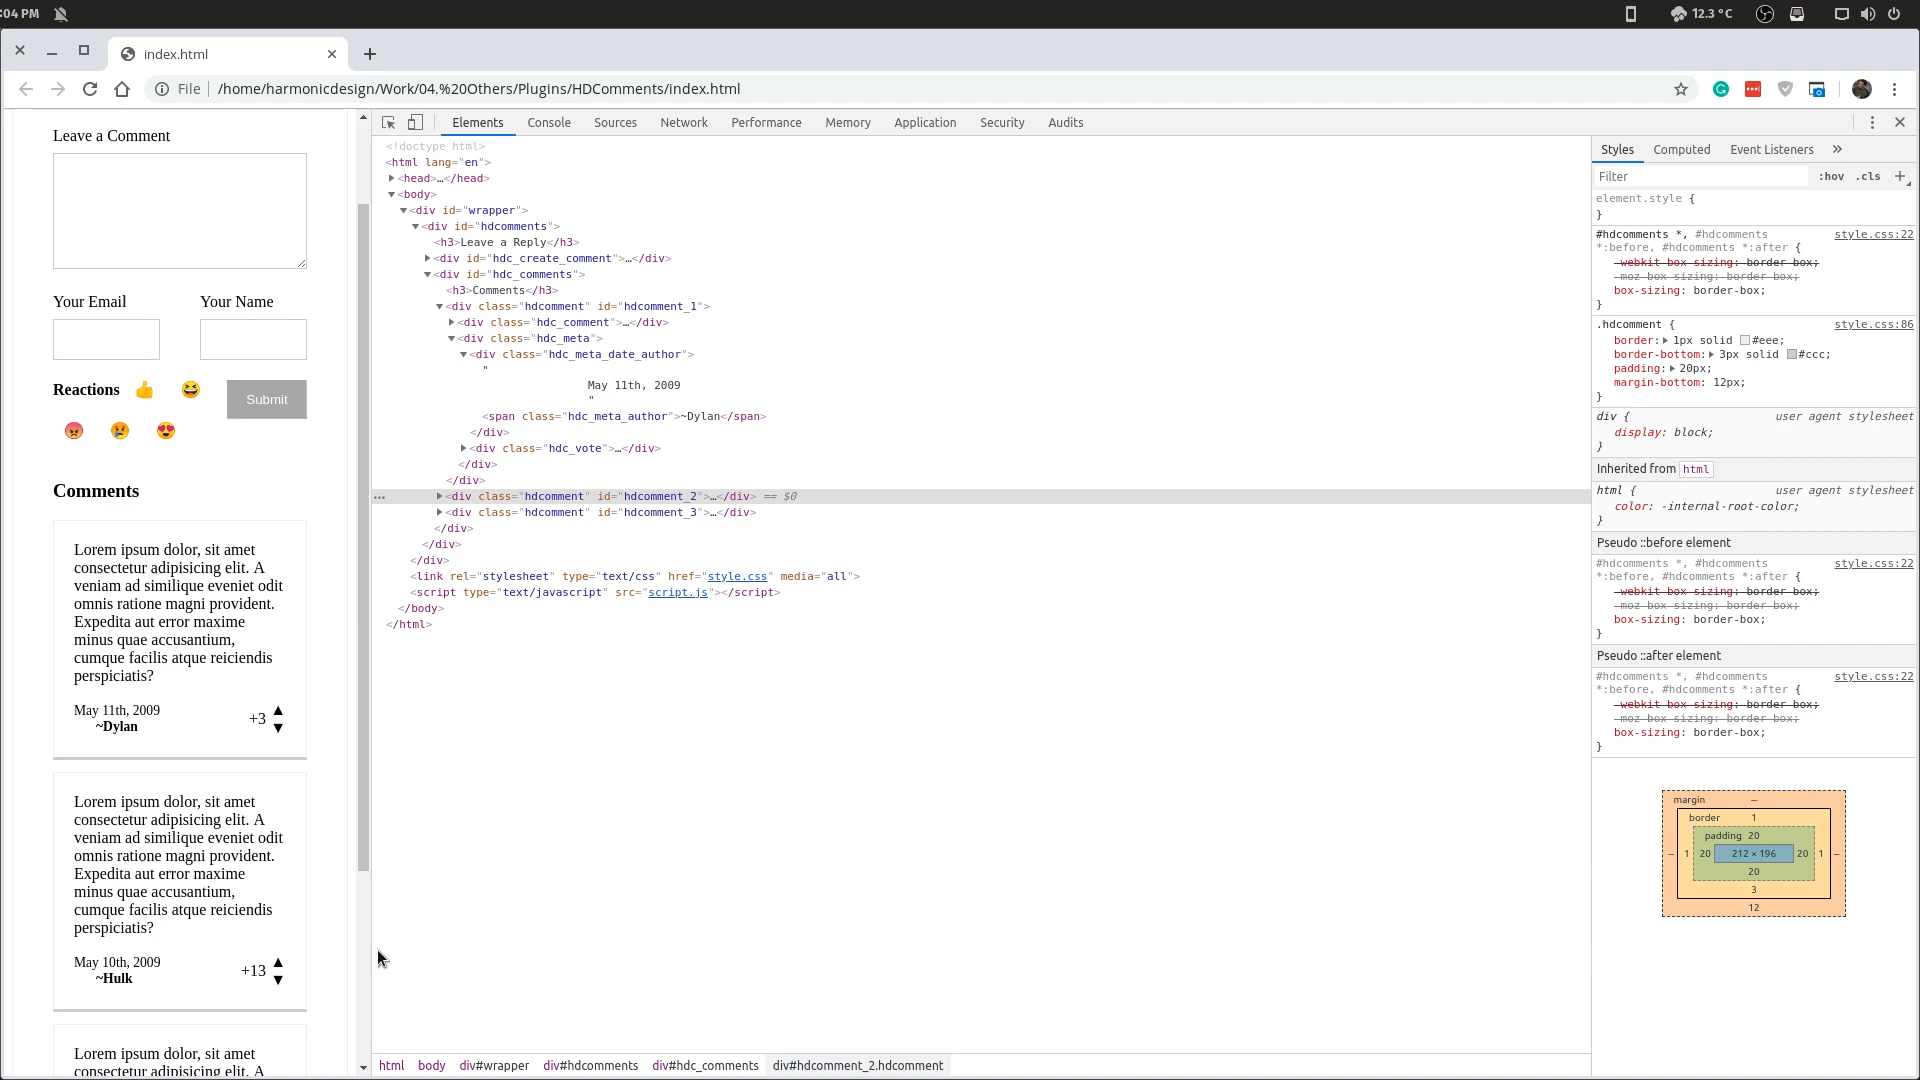 :04 PM
12.3 °C
index.html
File
/home/harmonicdesign/Work/04.%20Others/Plugins/HDComments/index.html
Leave a Comment
Your Email Your Name
Reactions 👍 😆 Submit
😡 😢 😍
Comments
Lorem ipsum dolor, sit amet
consectetur adipisicing elit. A
veniam ad similique eveniet odit
omnis ratione magni provident.
Expedita aut error maxime
minus quae accusantium,
cumque facilis atque reiciendis
perspiciatis?
May 11th, 2009
~Dylan
+3 ▲
▼
Lorem ipsum dolor, sit amet
consectetur adipisicing elit. A
veniam ad similique eveniet odit
omnis ratione magni provident.
Expedita aut error maxime
minus quae accusantium,
cumque facilis atque reiciendis
perspiciatis?
May 10th, 2009
~Hulk
+13 ▲
▼
Lorem ipsum dolor, sit amet
consectetur adipisicing elit. A
Elements Console Sources Network Performance Memory Application Security Audits
<!doctype html>
<html lang="en">
▶<head>…</head>
▼<body>
▼<div id="wrapper">
▼<div id="hdcomments">
<h3>Leave a Reply</h3>
▶<div id="hdc_create_comment">…</div>
▼<div id="hdc_comments">
<h3>Comments</h3>
▼<div class="hdcomment" id="hdcomment_1">
▶<div class="hdc_comment">…</div>
▼<div class="hdc_meta">
▼<div class="hdc_meta_date_author">
"
May 11th, 2009
"
<span class="hdc_meta_author">~Dylan</span>
</div>
▶<div class="hdc_vote">…</div>
</div>
</div>
… ▶<div class="hdcomment" id="hdcomment_2">…</div> == $0
▶<div class="hdcomment" id="hdcomment_3">…</div>
</div>
</div>
</div>
<link rel="stylesheet" type="text/css" href="style.css" media="all">
<script type="text/javascript" src="script.js"></script>
</body>
</html>
html body div#wrapper div#hdcomments div#hdc_comments div#hdcomment_2.hdcomment
Styles Computed Event Listeners »
Filter :hov .cls +
element.style {
}
#hdcomments *, #hdcomments style.css:22
*:before, #hdcomments *:after {
-webkit-box-sizing: border-box;
-moz-box-sizing: border-box;
box-sizing: border-box;
}
.hdcomment { style.css:86
border:▶ 1px solid #eee;
border-bottom:▶ 3px solid #ccc;
padding:▶ 20px;
margin-bottom: 12px;
}
div { user agent stylesheet
display: block;
}
Inherited from html
html { user agent stylesheet
color: -internal-root-color;
}
Pseudo ::before element
#hdcomments *, #hdcomments style.css:22
*:before, #hdcomments *:after {
-webkit-box-sizing: border-box;
-moz-box-sizing: border-box;
box-sizing: border-box;
}
Pseudo ::after element
#hdcomments *, #hdcomments style.css:22
*:before, #hdcomments *:after {
-webkit-box-sizing: border-box;
-moz-box-sizing: border-box;
box-sizing: border-box;
}
margin –
border 1
padding 20
– 1 20 212 × 196 20 1 –
20
3
12